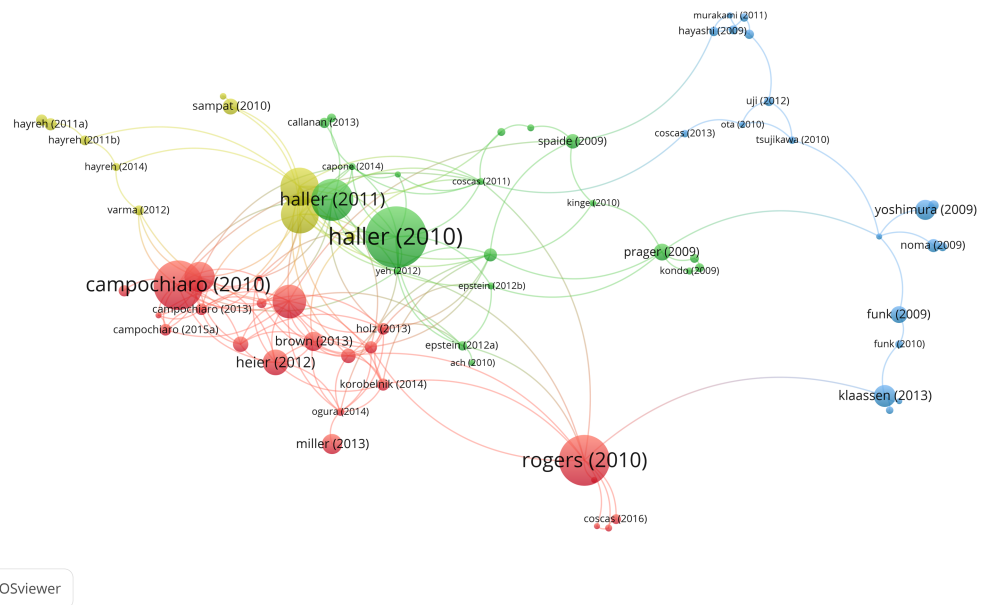 murakami (2011)
hayashi (2009)
sampat (2010)
uji (2012)
hayreh (2011a)
callanan (2013)
ota (2010)
coscas (2013)
hayreh (2011b)
spaide (2009)
tsujikawa (2010)
hayreh (2014)
capone (2014)
coscas (2011)
haller (2011)
kingel (2010)
varma (2012)
yoshimura (2009)
haller (2010)
noma (2009)
prager (2009)
yeh (2012)
kondo (2009)
campochiaro (2010)
epstein (2012b)
campochiaro (2013)
funk (2009)
campochiaro (2015a)
holz (2013)
brown (2013)
epstein (2012a)
funk (2010)
heier (2012)
ach (2010)
korobelnik (2014)
klaassen (2013)
ogura (2014)
miller (2013)
rogers (2010)
coscas (2016)
OSviewer